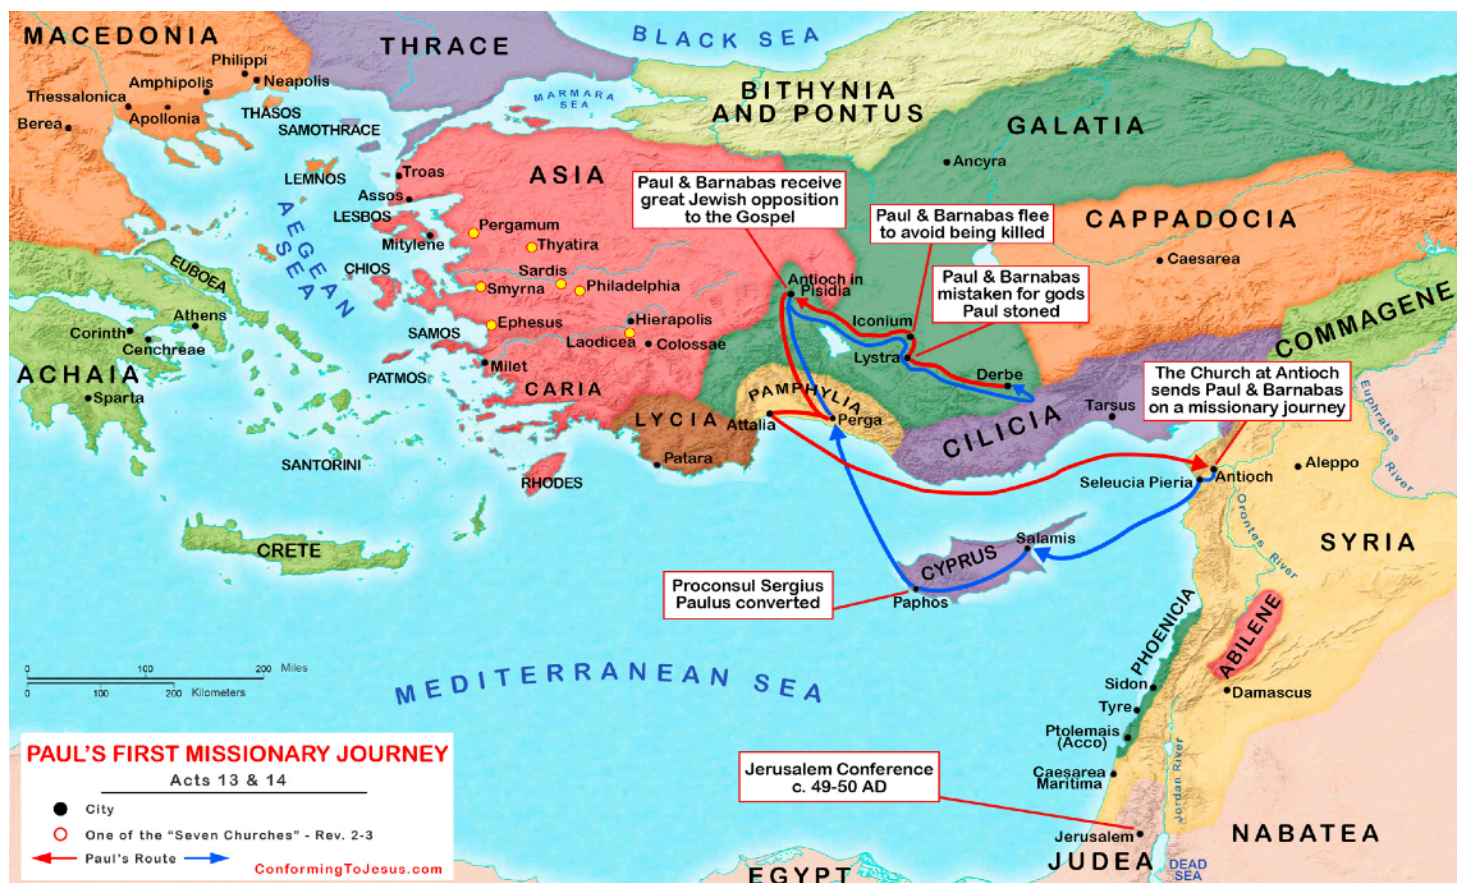 MACEDONIA
Philippi
Neapolis
Amphipolis
Thessalonica
Apollonia
Berea
THASOS
SAMOTHRACE
THRACE
BLACK SEA
MARMARA
SEA
BITHYNIA
AND PONTUS
GALATIA
Ancyra
LEMNOS
Troas
Assos
LESBOS
Mitylene
AEGEAN
SEA
ASIA
Pergamum
Thyatira
Sardis
Smyrna
Philadelphia
Ephesus
Hierapolis
Laodicea
Colossae
Milet
CARIA
CHIOS
SAMOS
PATMOS
EUBOEA
Athens
Corinth
Cenchreae
ACHAIA
Sparta
SANTORINI
RHODES
CRETE
Paul & Barnabas receive
great Jewish opposition
to the Gospel
Paul & Barnabas flee
to avoid being killed
Paul & Barnabas
mistaken for gods
Paul stoned
CAPPADOCIA
Caesarea
COMMAGENE
Antioch in
Pisidia
Iconium
Lystra
Derbe
PAMPHYLIA
LYCIA
Attalia
Perga
Patara
CILICIA
Tarsus
The Church at Antioch
sends Paul & Barnabas
on a missionary journey
Euphrates
River
Aleppo
Antioch
Seleucia Pieria
Orontes River
SYRIA
Salamis
CYPRUS
Paphos
Proconsul Sergius
Paulus converted
PHOENICIA
ABILENE
Sidon
Damascus
Tyre
Ptolemais
(Acco)
Caesarea
Maritima
Jordan River
MEDITERRANEAN SEA
0 100 200 Miles
0 100 200 Kilometers
Jerusalem Conference
c. 49-50 AD
Jerusalem
JUDEA
DEAD
SEA
NABATEA
EGYPT
PAUL'S FIRST MISSIONARY JOURNEY
Acts 13 & 14
City
One of the "Seven Churches" - Rev. 2-3
Paul's Route
ConformingToJesus.com